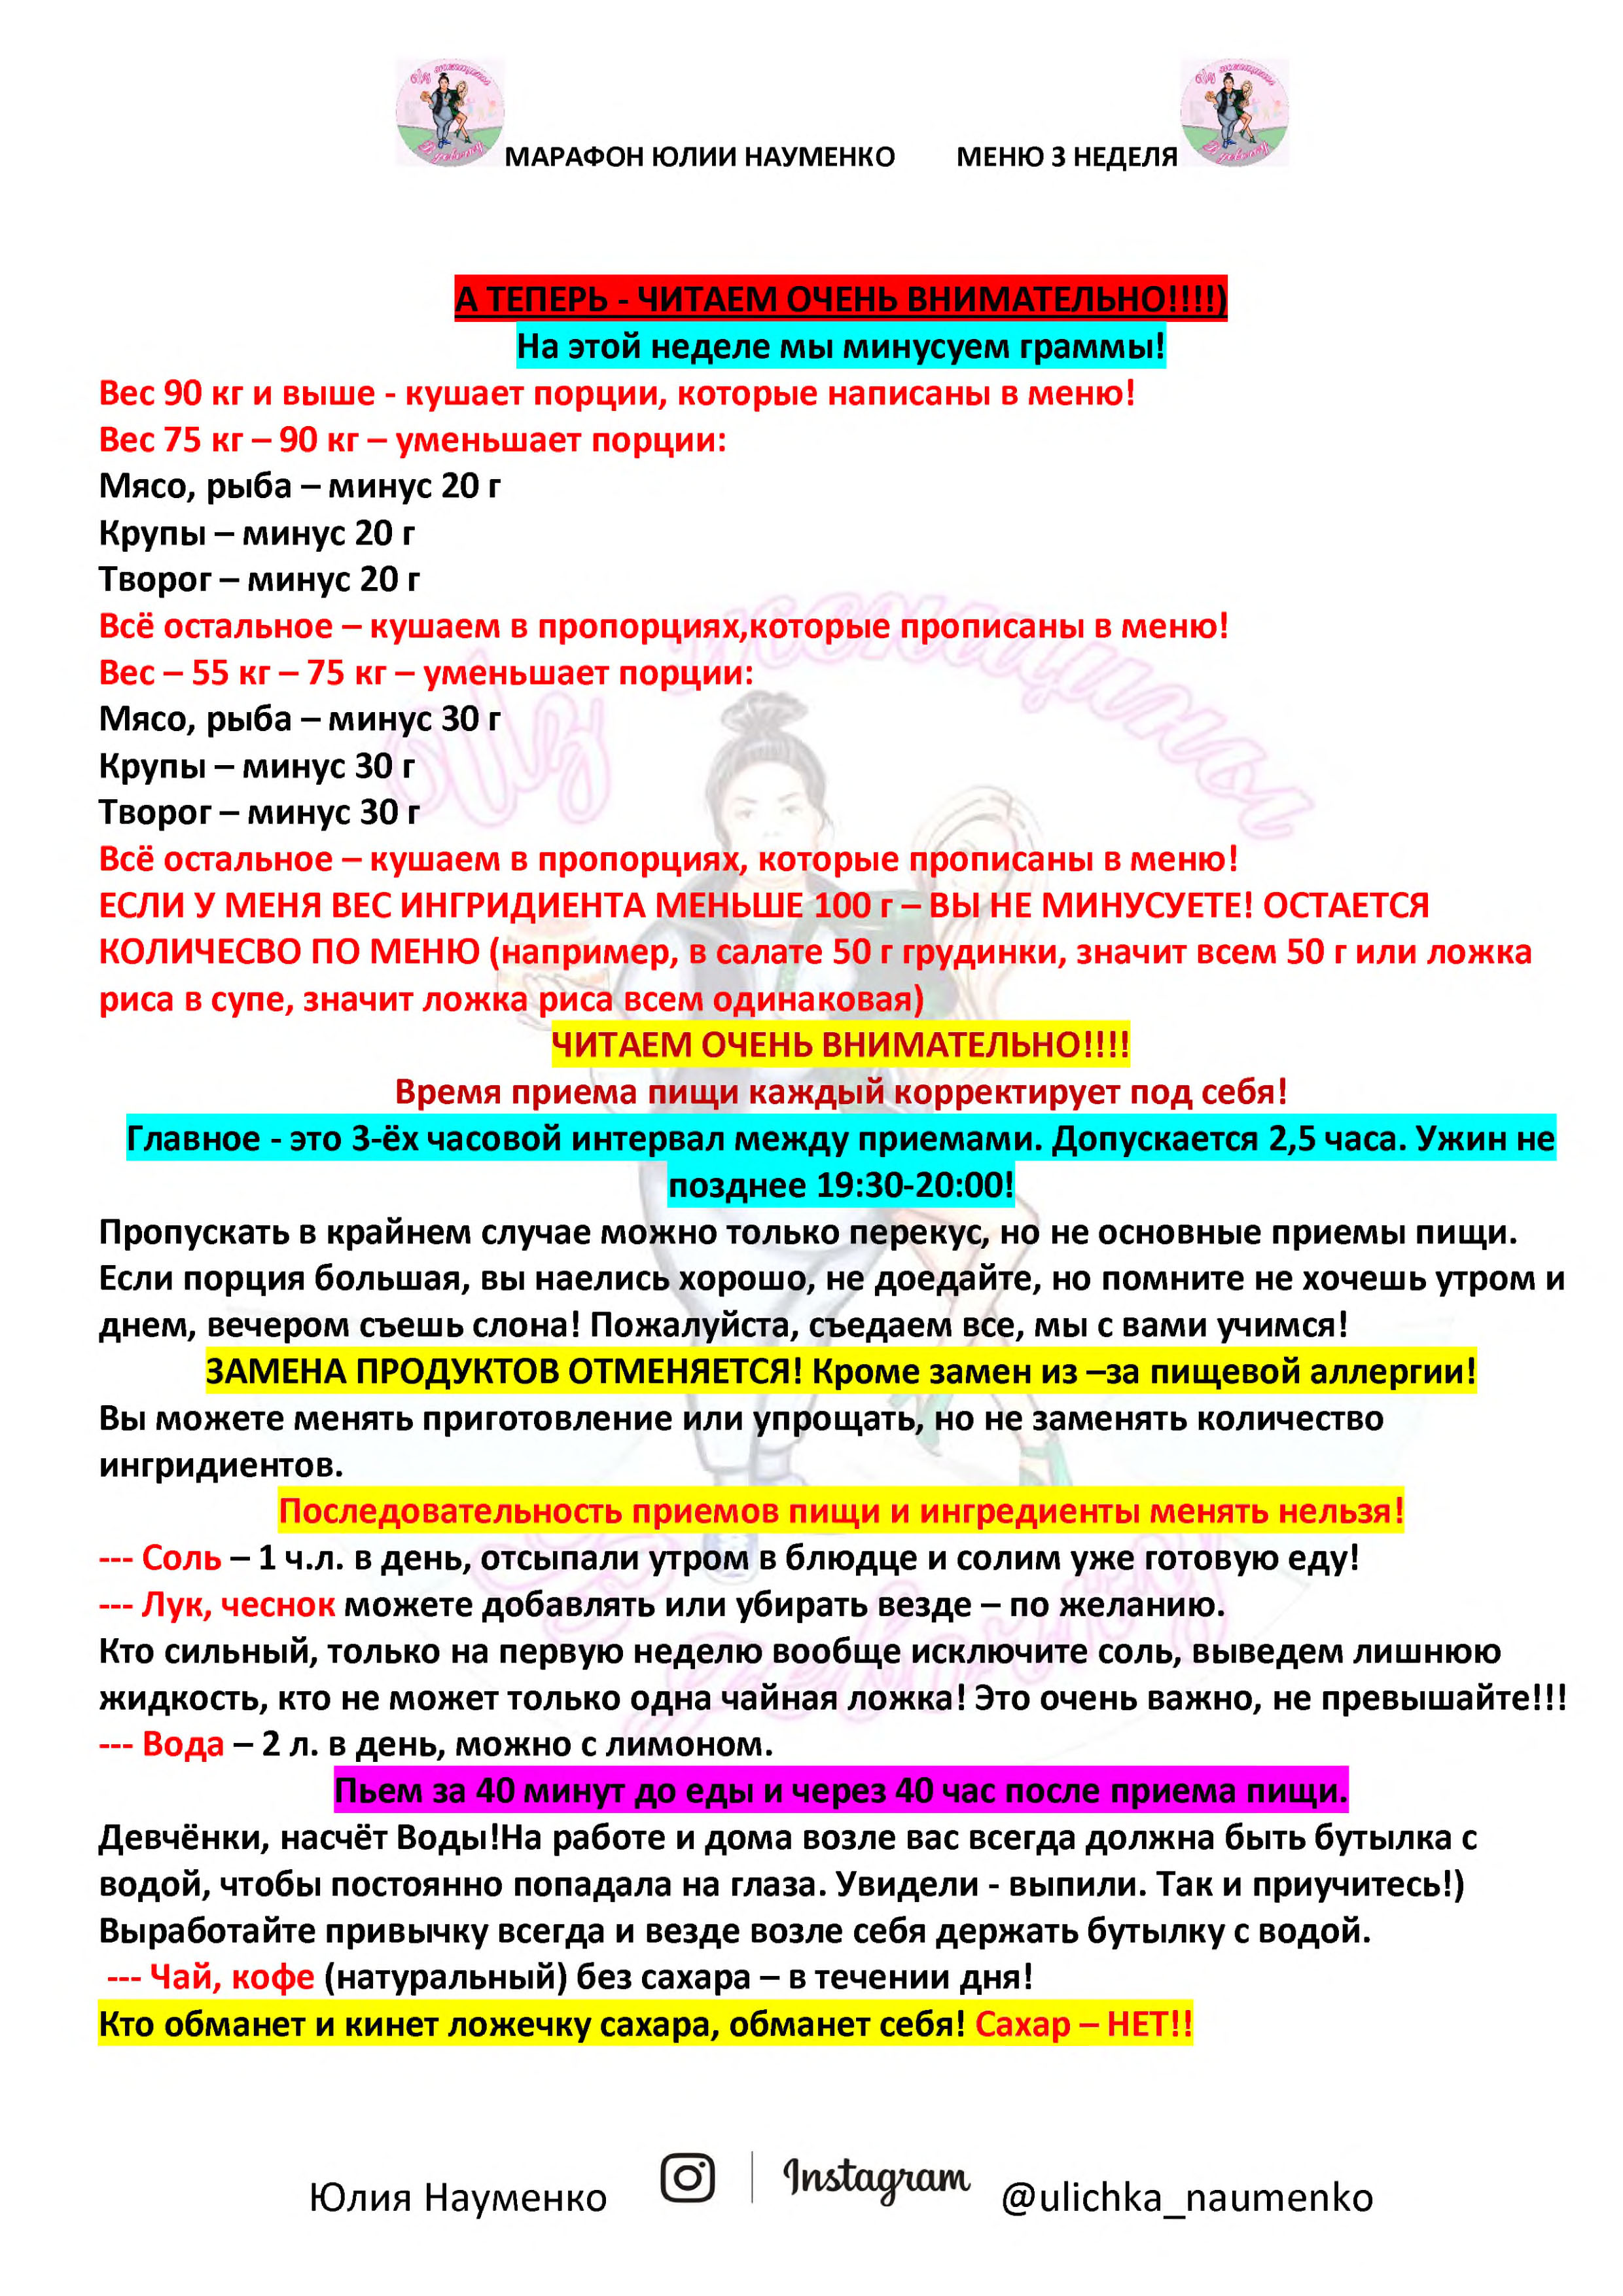 МАРАФОН ЮЛИИ НАУМЕНКО МЕНЮ 3 НЕДЕЛЯ
А ТЕПЕРЬ - ЧИТАЕМ ОЧЕНЬ ВНИМАТЕЛЬНО!!!!)
На этой неделе мы минусуем граммы!
Вес 90 кг и выше - кушает порции, которые написаны в меню!
Вес 75 кг – 90 кг – уменьшает порции:
Мясо, рыба – минус 20 г
Крупы – минус 20 г
Творог – минус 20 г
Всё остальное – кушаем в пропорциях,которые прописаны в меню!
Вес – 55 кг – 75 кг – уменьшает порции:
Мясо, рыба – минус 30 г
Крупы – минус 30 г
Творог – минус 30 г
Всё остальное – кушаем в пропорциях, которые прописаны в меню!
ЕСЛИ У МЕНЯ ВЕС ИНГРИДИЕНТА МЕНЬШЕ 100 г – ВЫ НЕ МИНУСУЕТЕ! ОСТАЕТСЯ
КОЛИЧЕСВО ПО МЕНЮ (например, в салате 50 г грудинки, значит всем 50 г или ложка
риса в супе, значит ложка риса всем одинаковая)
ЧИТАЕМ ОЧЕНЬ ВНИМАТЕЛЬНО!!!!
Время приема пищи каждый корректирует под себя!
Главное - это 3-ёх часовой интервал между приемами. Допускается 2,5 часа. Ужин не
позднее 19:30-20:00!
Пропускать в крайнем случае можно только перекус, но не основные приемы пищи.
Если порция большая, вы наелись хорошо, не доедайте, но помните не хочешь утром и
днем, вечером съешь слона! Пожалуйста, съедаем все, мы с вами учимся!
ЗАМЕНА ПРОДУКТОВ ОТМЕНЯЕТСЯ! Кроме замен из –за пищевой аллергии!
Вы можете менять приготовление или упрощать, но не заменять количество
ингридиентов.
Последовательность приемов пищи и ингредиенты менять нельзя!
--- Соль – 1 ч.л. в день, отсыпали утром в блюдце и солим уже готовую еду!
--- Лук, чеснок можете добавлять или убирать везде – по желанию.
Кто сильный, только на первую неделю вообще исключите соль, выведем лишнюю
жидкость, кто не может только одна чайная ложка! Это очень важно, не превышайте!!!
--- Вода – 2 л. в день, можно с лимоном.
Пьем за 40 минут до еды и через 40 час после приема пищи.
Девчёнки, насчёт Воды!На работе и дома возле вас всегда должна быть бутылка с
водой, чтобы постоянно попадала на глаза. Увидели - выпили. Так и приучитесь!)
Выработайте привычку всегда и везде возле себя держать бутылку с водой.
--- Чай, кофе (натуральный) без сахара – в течении дня!
Кто обманет и кинет ложечку сахара, обманет себя! Сахар – НЕТ!!
Юлия Науменко Instagram @ulichka_naumenko
Из женщины
В девочку